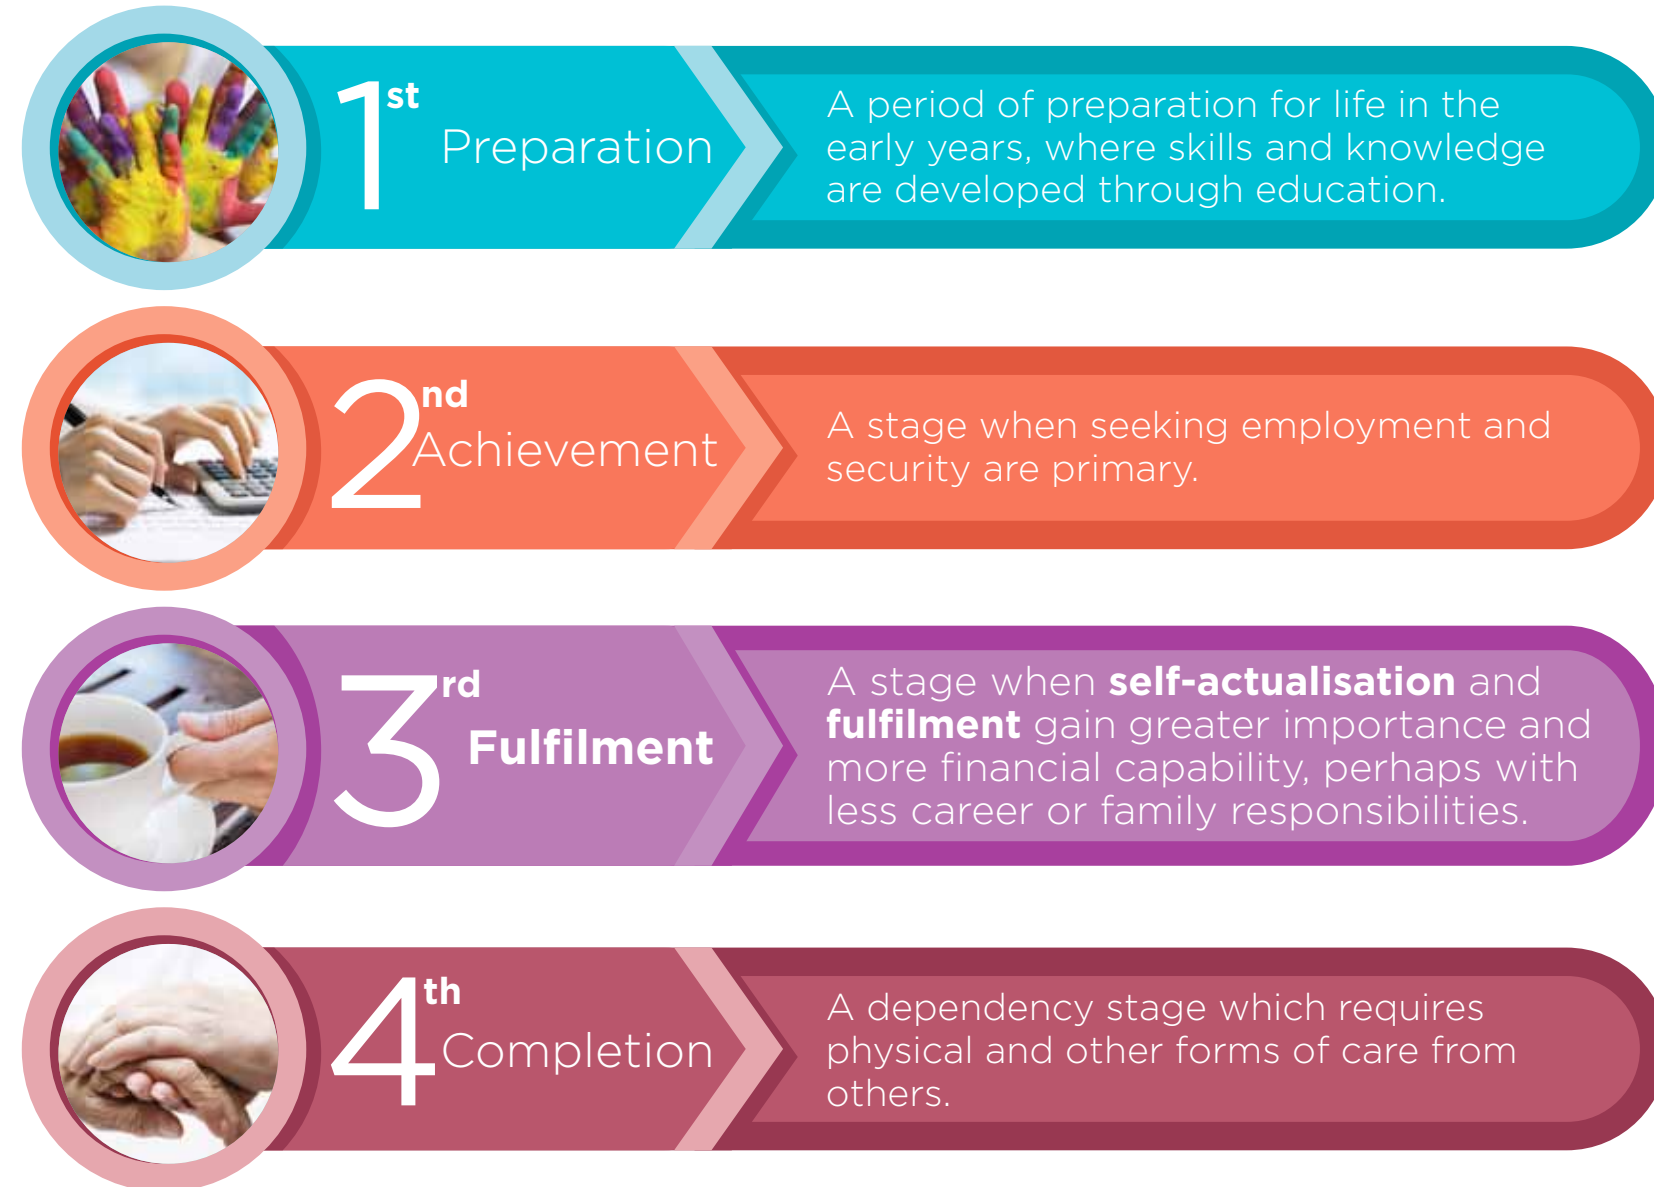 1st
Preparation
A period of preparation for life in the
early years, where skills and knowledge
are developed through education.
2nd
Achievement
A stage when seeking employment and
security are primary.
3rd
Fulfilment
A stage when self-actualisation and
fulfilment gain greater importance and
more financial capability, perhaps with
less career or family responsibilities.
4th
Completion
A dependency stage which requires
physical and other forms of care from
others.